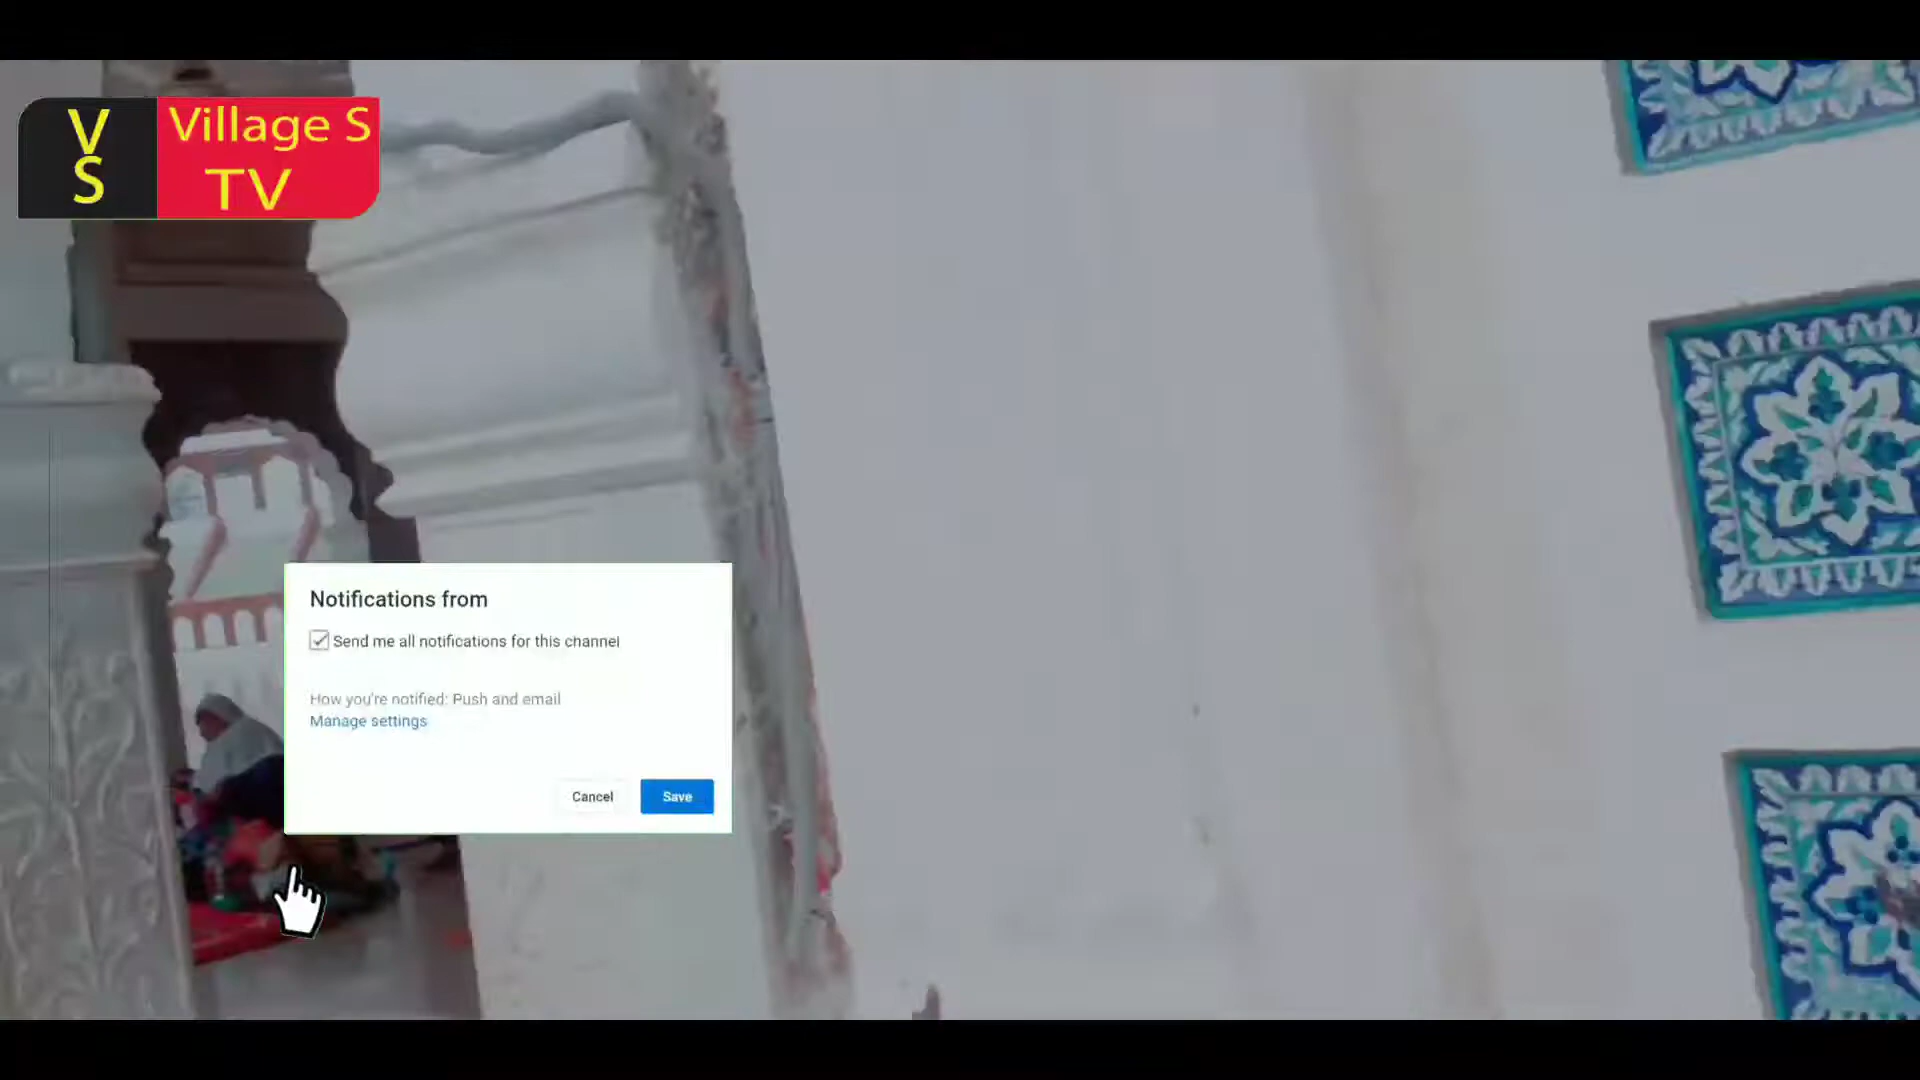 V
S
Village S
TV
Notifications from
Send me all notifications for this channel
How you're notified: Push and email
Manage settings
Cancel
Save